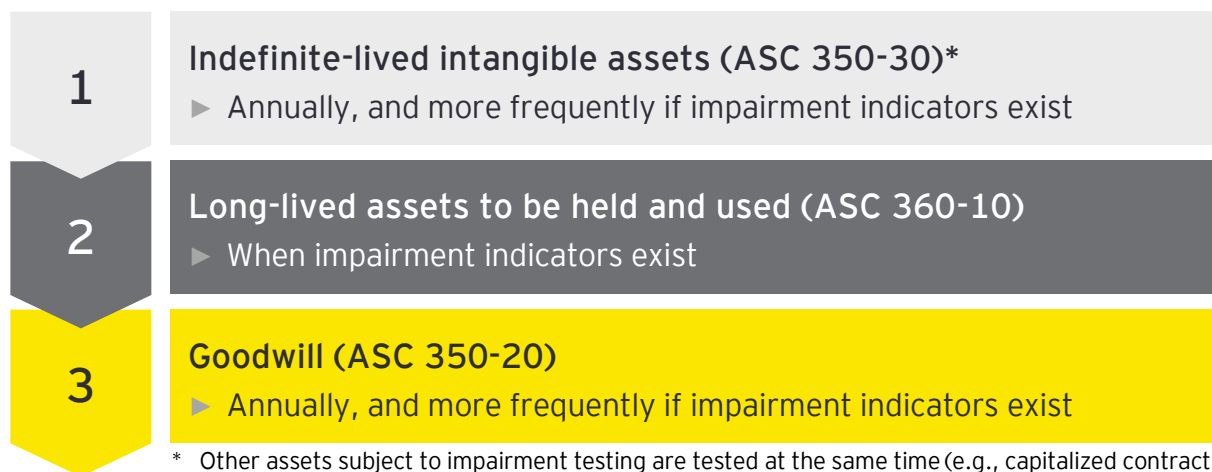 1
Indefinite-lived intangible assets (ASC 350-30)*
► Annually, and more frequently if impairment indicators exist
2
Long-lived assets to be held and used (ASC 360-10)
► When impairment indicators exist
3
Goodwill (ASC 350-20)
► Annually, and more frequently if impairment indicators exist
* Other assets subject to impairment testing are tested at the same time (e.g., capitalized contract